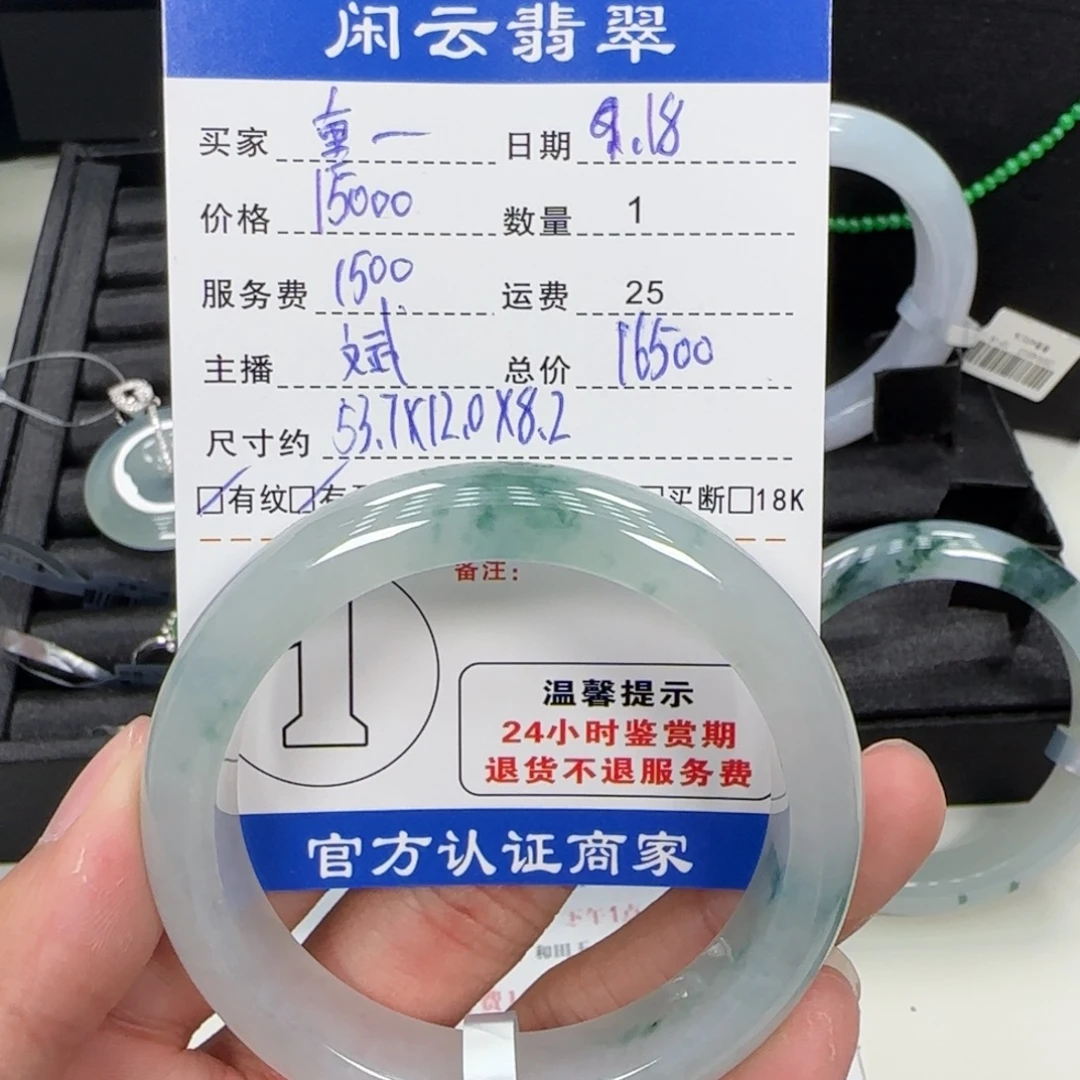 闲云翡翠
买家 一 日期 9.18
价格 15000 数量 1
服务费 1500 运费 25
主播 文斌 总价 16500
尺寸约 53.7X12.0X8.2
□有纹□有 买断□18K
备注：
温馨提示
24小时鉴赏期
退货不退服务费
官方认证商家